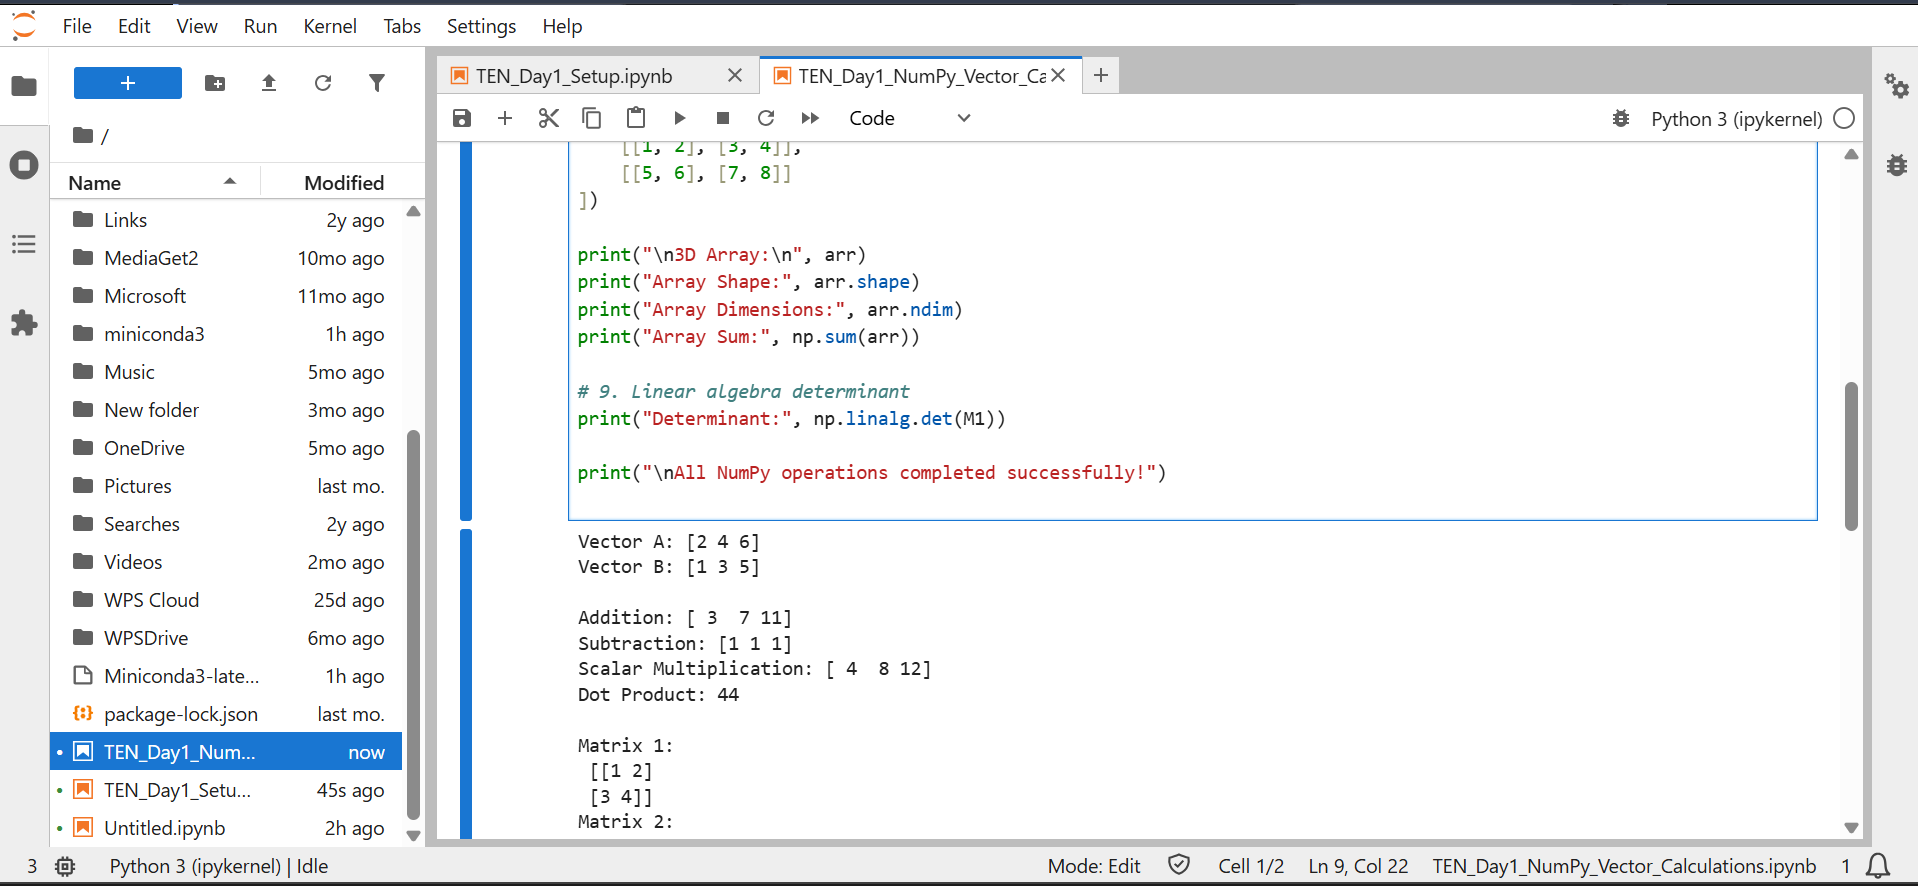 File Edit View Run Kernel Tabs Settings Help
TEN_Day1_Setup.ipynb
TEN_Day1_NumPy_Vector_Ca
Code
Python 3 (ipykernel)
/
Name Modified
Links 2y ago
MediaGet2 10mo ago
Microsoft 11mo ago
miniconda3 1h ago
Music 5mo ago
New folder 3mo ago
OneDrive 5mo ago
Pictures last mo.
Searches 2y ago
Videos 2mo ago
WPS Cloud 25d ago
WPSDrive 6mo ago
Miniconda3-late... 1h ago
package-lock.json last mo.
TEN_Day1_Num... now
TEN_Day1_Setu... 45s ago
Untitled.ipynb 2h ago
[[1, 2], [3, 4]],
[[5, 6], [7, 8]]
])
print("\n3D Array:\n", arr)
print("Array Shape:", arr.shape)
print("Array Dimensions:", arr.ndim)
print("Array Sum:", np.sum(arr))
# 9. Linear algebra determinant
print("Determinant:", np.linalg.det(M1))
print("\nAll NumPy operations completed successfully!")
Vector A: [2 4 6]
Vector B: [1 3 5]
Addition: [ 3  7 11]
Subtraction: [1 1 1]
Scalar Multiplication: [ 4  8 12]
Dot Product: 44
Matrix 1:
[[1 2]
[3 4]]
Matrix 2:
3 Python 3 (ipykernel) | Idle
Mode: Edit Cell 1/2 Ln 9, Col 22 TEN_Day1_NumPy_Vector_Calculations.ipynb 1